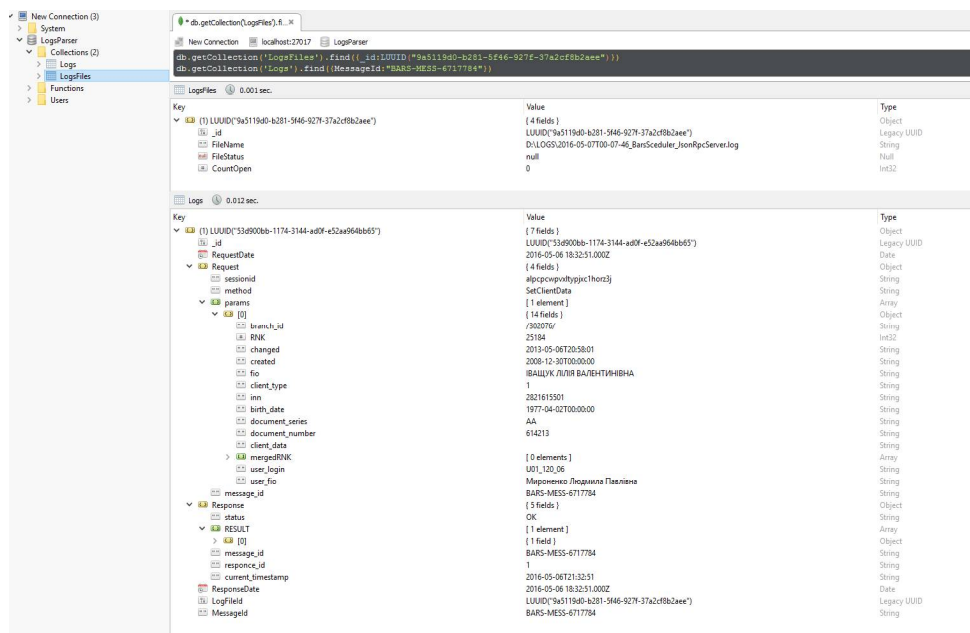 New Connection (3)
System
LogsParser
Collections (2)
Logs
LogsFiles
Functions
Users
* db.getCollection('LogsFiles').fi...
New Connection localhost:27017 LogsParser
db.getCollection('LogsFiles').find({_id:LUUID("9a5119d0-b281-5f46-927f-37a2cf8b2aee")})
db.getCollection('Logs').find({MessageId:"BARS-MESS-6717784"})
LogsFiles 0.001 sec.
Key Value Type
(1) LUUID("9a5119d0-b281-5f46-927f-37a2cf8b2aee") { 4 fields } Object
_id LUUID("9a5119d0-b281-5f46-927f-37a2cf8b2aee") Legacy UUID
FileName D:\LOGS\2016-05-07T00-07-46_BarsSceduler_JsonRpcServer.log String
FileStatus null Null
CountOpen 0 Int32
Logs 0.012 sec.
Key Value Type
(1) LUUID("53d900bb-1174-3144-ad0f-e52aa964bb65") { 7 fields } Object
_id LUUID("53d900bb-1174-3144-ad0f-e52aa964bb65") Legacy UUID
RequestDate 2016-05-06 18:32:51.000Z Date
Request { 4 fields } Object
sessionid alpcpcwpvxltypjxc1horz3j String
method SetClientData String
params [ 1 element ] Array
[0] { 14 fields } Object
branch_id /302076/ String
RNK 25184 Int32
changed 2013-05-06T20:58:01 String
created 2008-12-30T00:00:00 String
fio ІВАЩУК ЛІЛІЯ ВАЛЕНТИНІВНА String
client_type 1 String
inn 2821615501 String
birth_date 1977-04-02T00:00:00 String
document_series АА String
document_number 614213 String
client_data String
mergedRNK [ 0 elements ] Array
user_login U01_120_06 String
user_fio Мироненко Людмила Павлівна String
message_id BARS-MESS-6717784 String
Response { 5 fields } Object
status OK String
RESULT [ 1 element ] Array
[0] { 1 field } Object
message_id BARS-MESS-6717784 String
responce_id 1 String
current_timestamp 2016-05-06T21:32:51 String
ResponseDate 2016-05-06 18:32:51.000Z Date
LogFileId LUUID("9a5119d0-b281-5f46-927f-37a2cf8b2aee") Legacy UUID
MessageId BARS-MESS-6717784 String